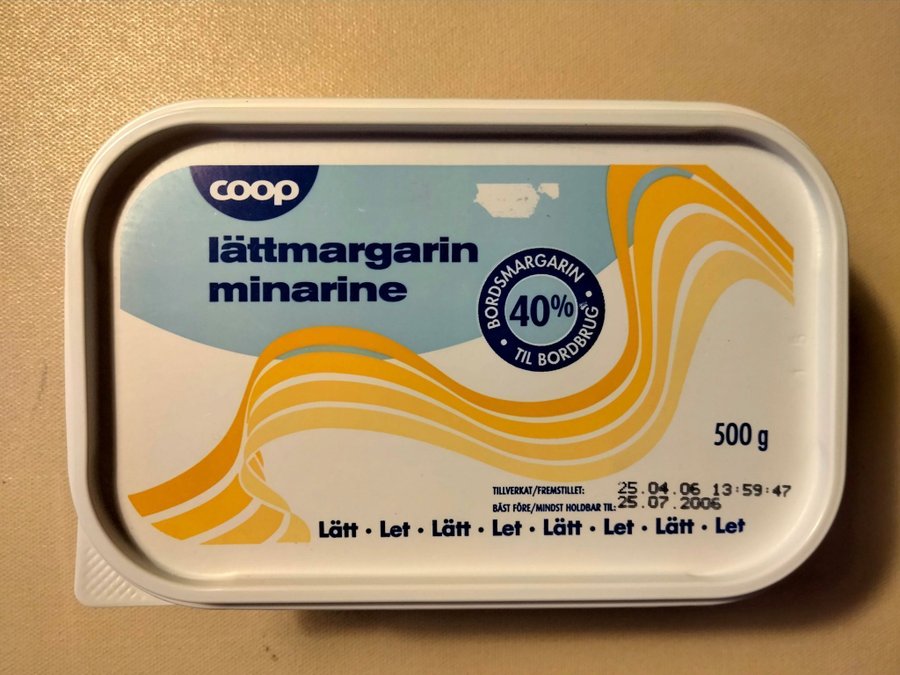 coop
lättmargarin
minarine
BORDSMARGARIN
40%
• TIL BORDBRUG •
500 g
TILLVERKAT/FREMSTILLET: 25.04.06 13:59:47
BÄST FÖRE/MINDST HOLDBAR TIL: 25.07.2006
Lätt • Let • Lätt • Let • Lätt • Let • Lätt • Let